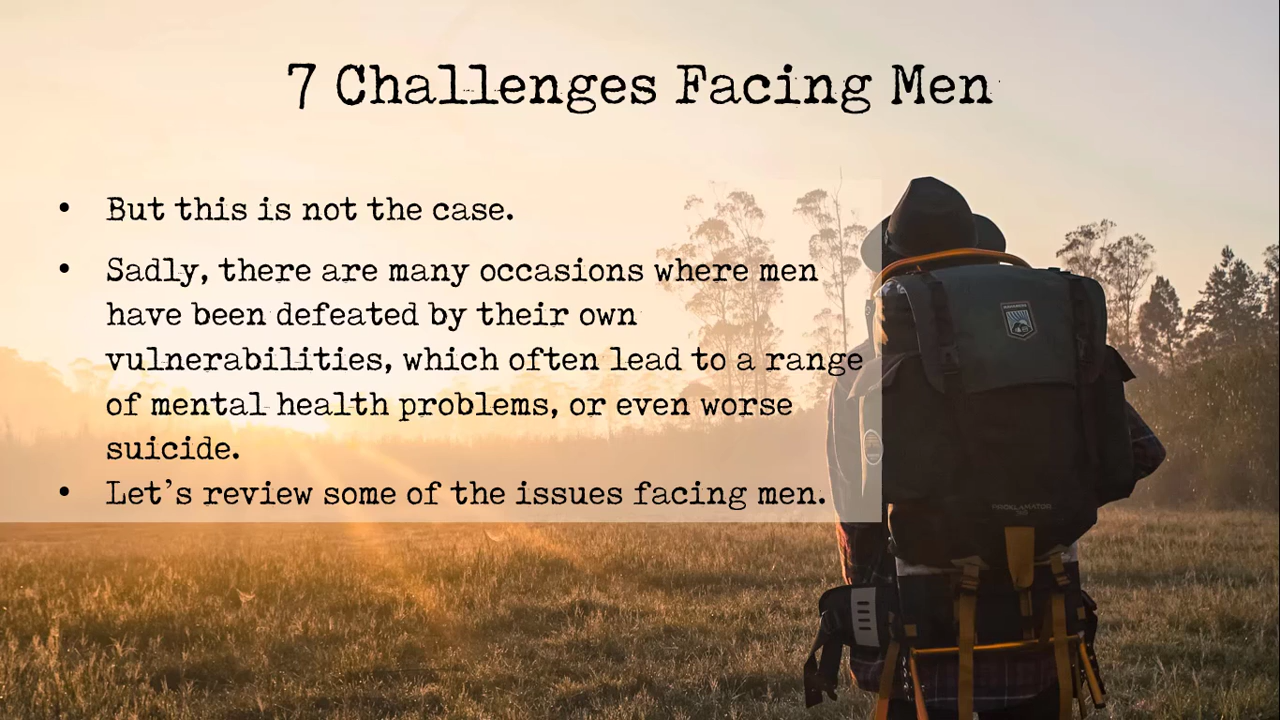 7 Challenges Facing Men
• But this is not the case.
• Sadly, there are many occasions where men
have been defeated by their own
vulnerabilities, which often lead to a range
of mental health problems, or even worse
suicide.
• Let's review some of the issues facing men.
PROKLAMATOR